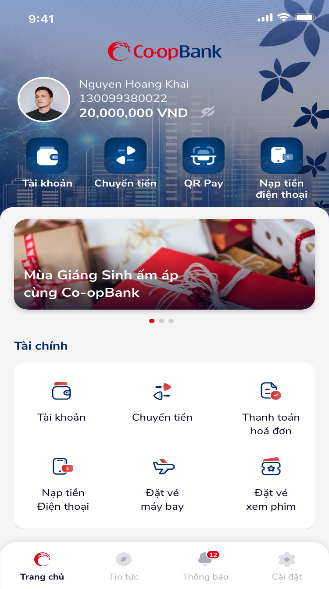 9:41
Co-opBank
Nguyen Hoang Khai
130099380022
20,000,000 VND
Tài khoản
Chuyển tiền
QR Pay
Nạp tiền
điện thoại
Mùa Giáng Sinh ấm áp
cùng Co-opBank
Tài chính
Tài khoản
Chuyển tiền
Thanh toán
hoá đơn
Nạp tiền
Điện thoại
Đặt vé
máy bay
Đặt vé
xem phim
12
Trang chủ
Tin tức
Thông báo
Cài đặt